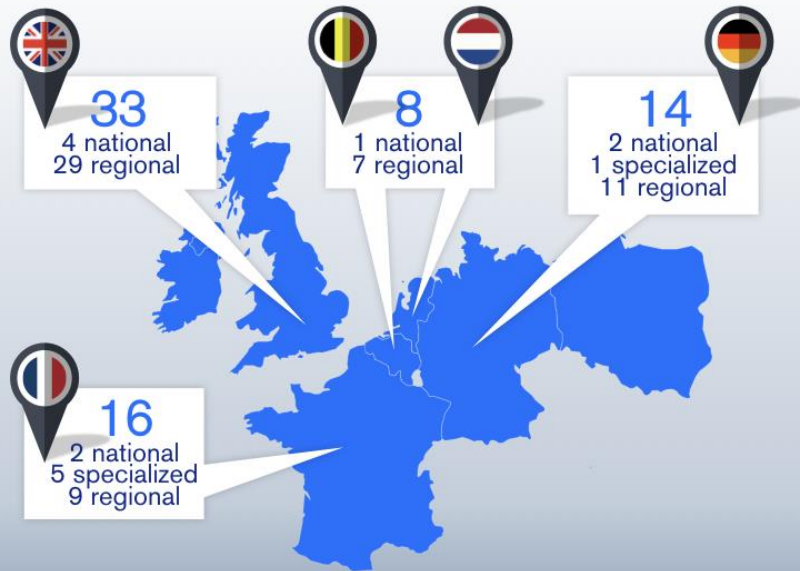 33
4 national
29 regional
8
1 national
7 regional
14
2 national
1 specialized
11 regional
16
2 national
5 specialized
9 regional